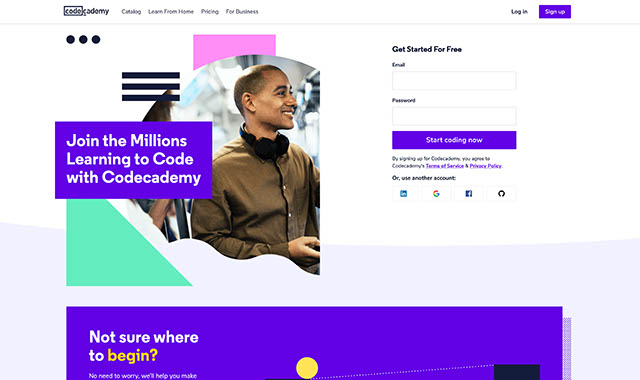 codecademy
Catalog
Learn From Home
Pricing
For Business
Log in
Sign up
Join the Millions
Learning to Code
with Codecademy
Get Started For Free
Email
Password
Start coding now
By signing up for Codecademy, you agree to
Codecademy's Terms of Service & Privacy Policy.
Or, use another account:
Not sure where
to begin?
No need to worry, we'll help you make